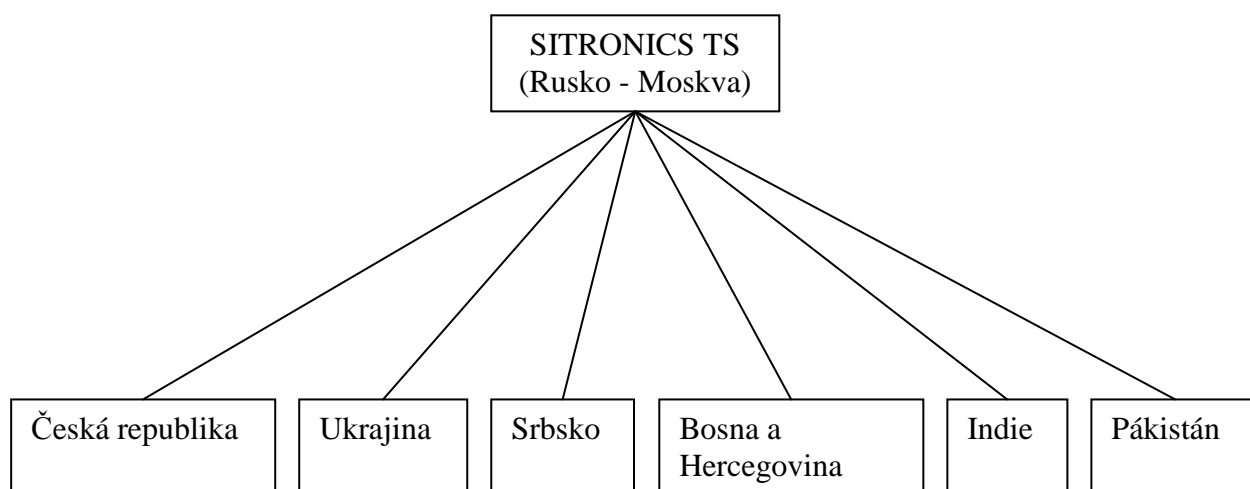 SITRONICS TS
(Rusko - Moskva)
Česká republika
Ukrajina
Srbsko
Bosna a
Hercegovina
Indie
Pákistán